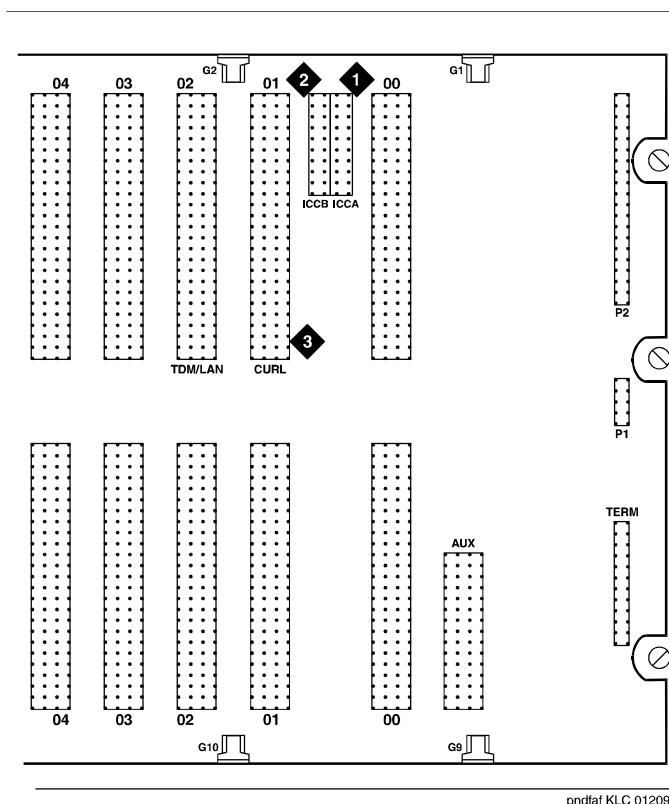 G2
G1
04 03 02 01 2 1 00
ICCB ICCA
P2
3
TDM/LAN CURL
P1
TERM
AUX
04 03 02 01 00
G10 G9
pndfaf KLC 01209